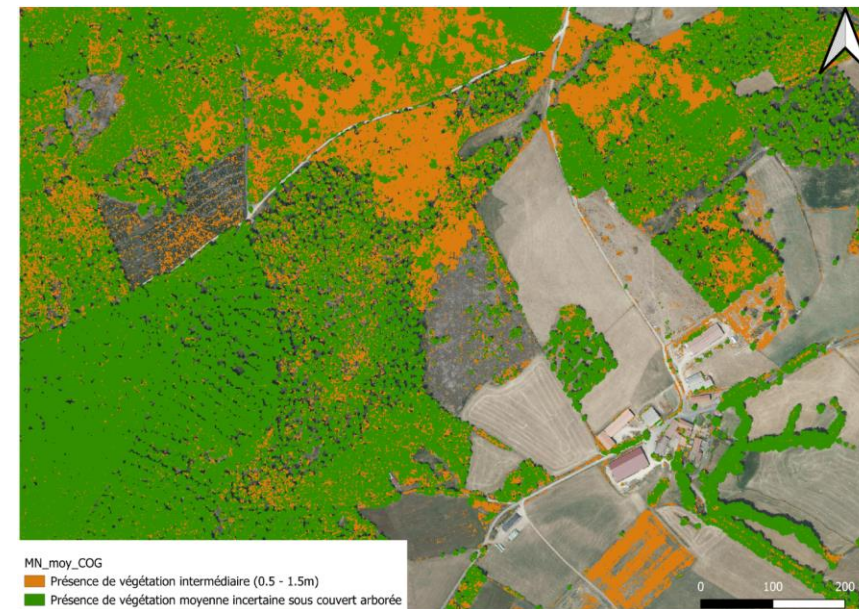 MN_moy_COG
Présence de végétation intermédiaire (0.5 - 1.5m)
Présence de végétation moyenne incertaine sous couvert arborée
0 100 200